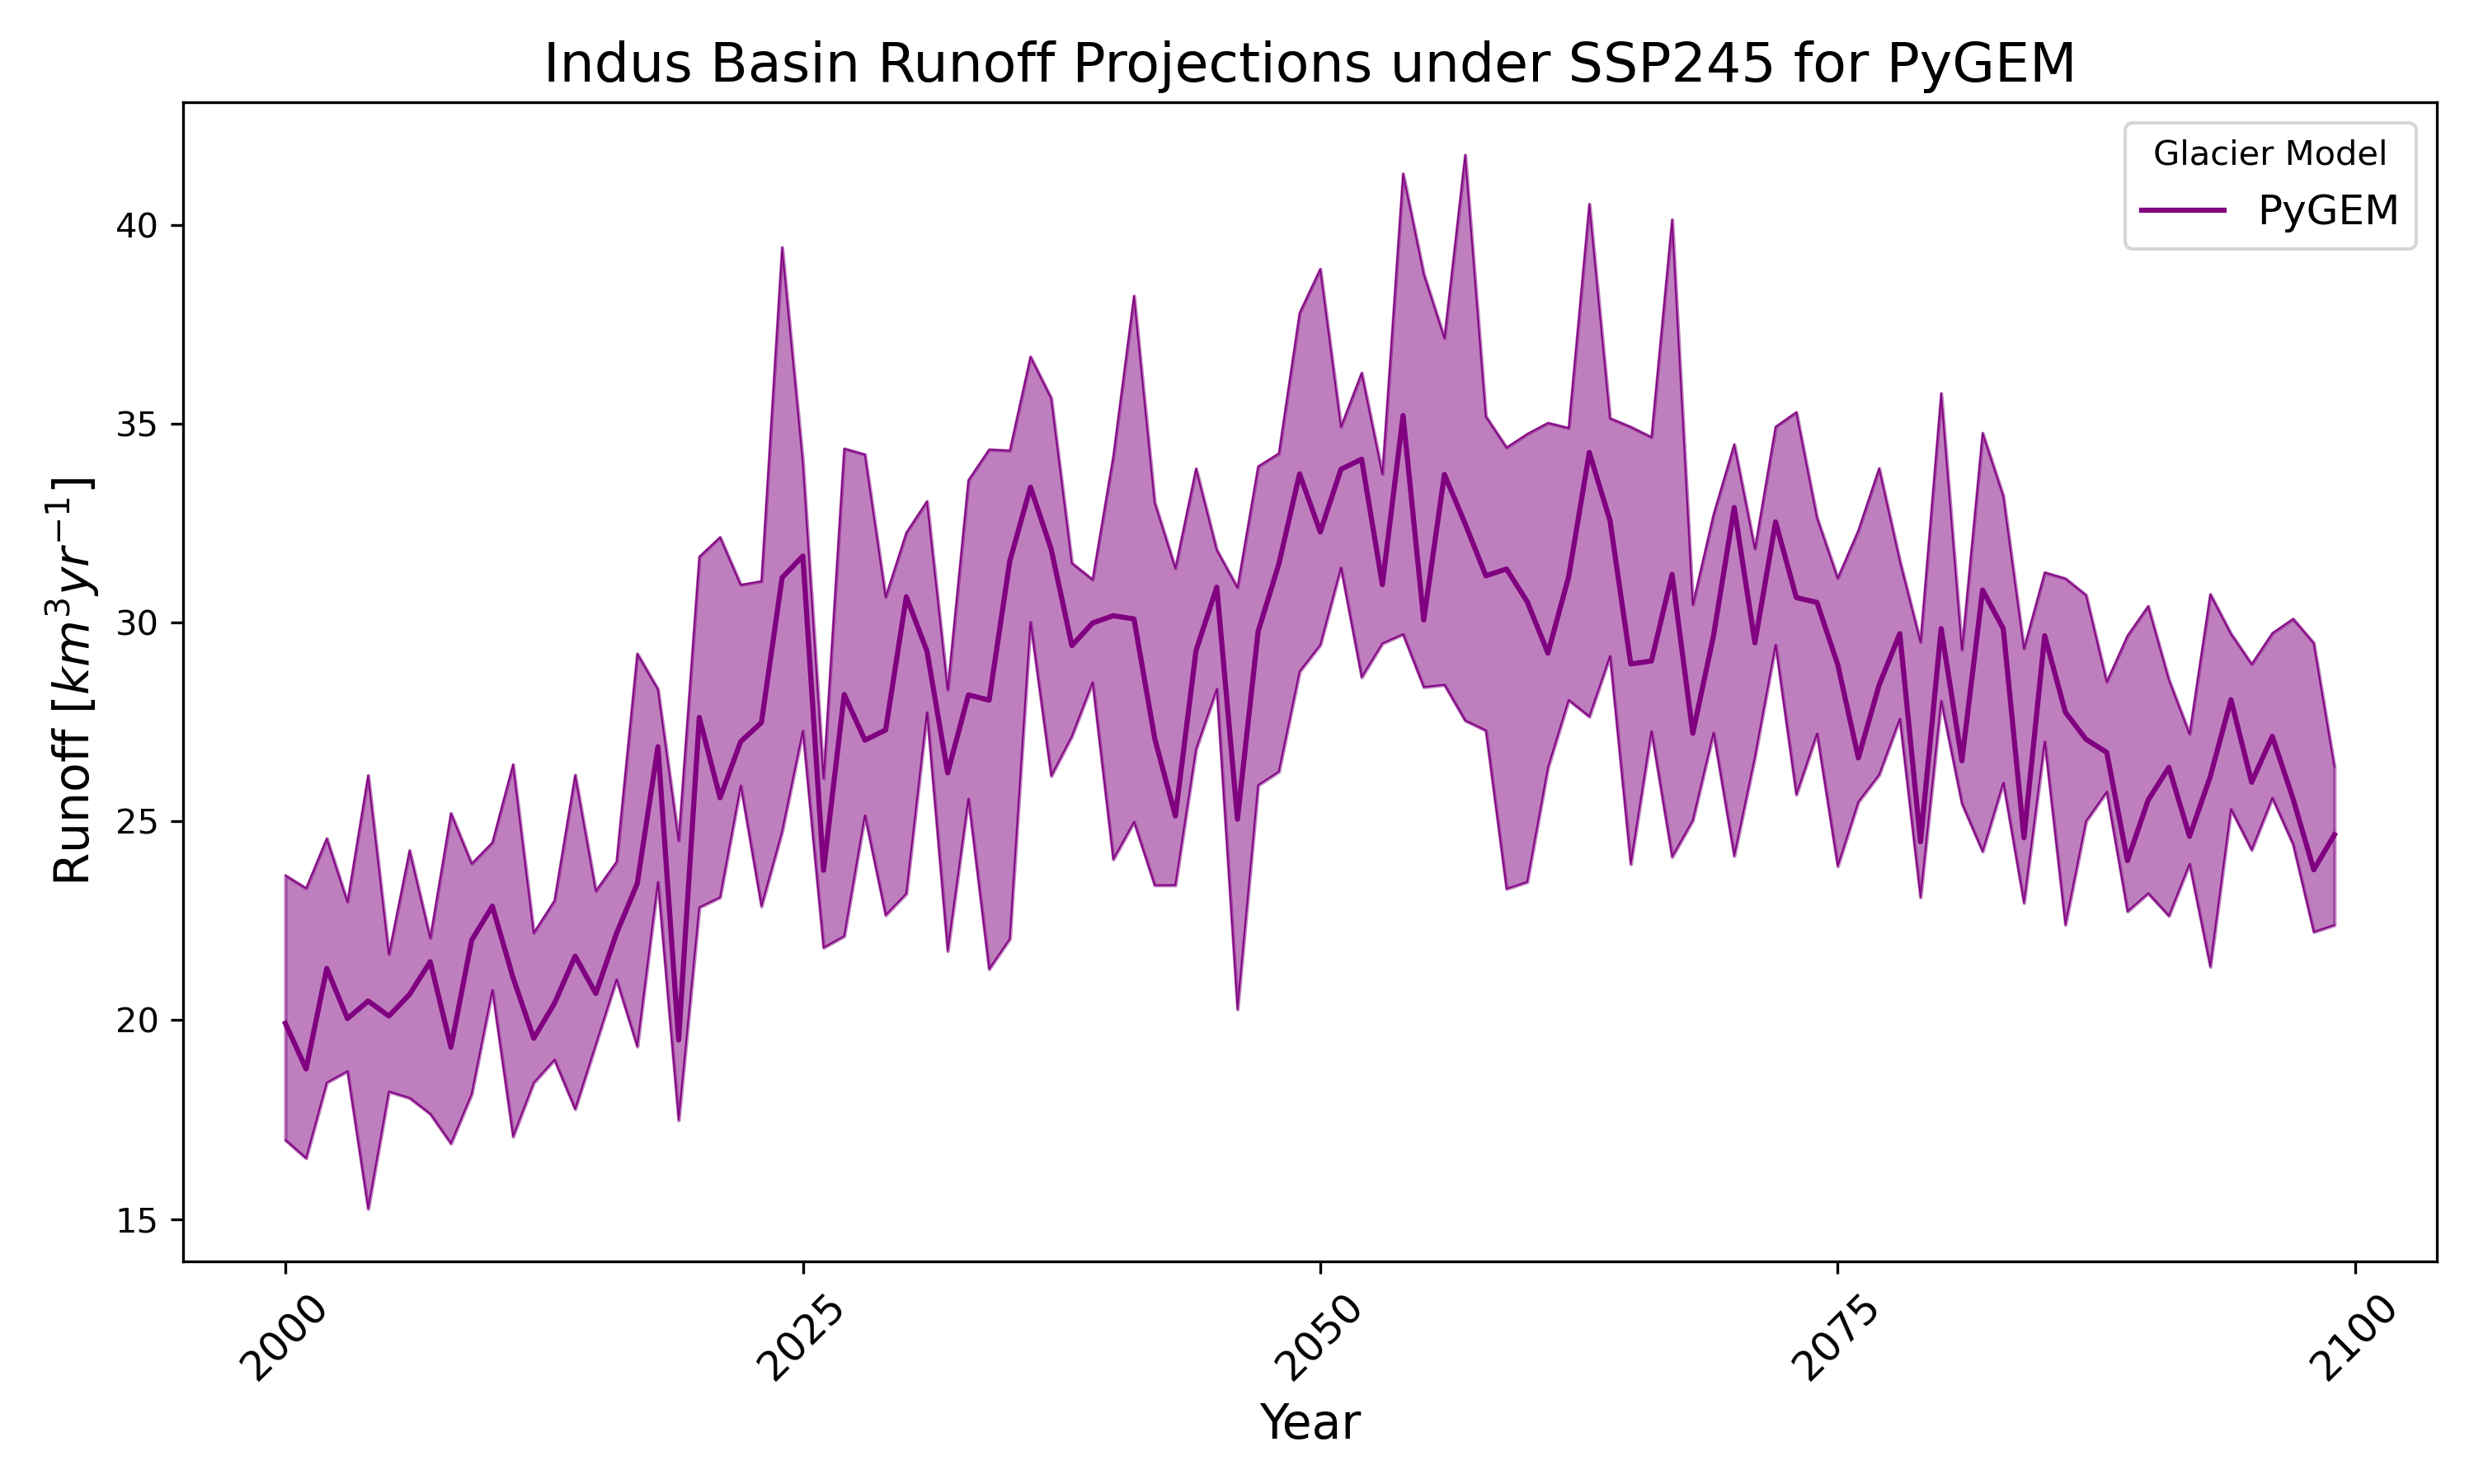 Indus Basin Runoff Projections under SSP245 for PyGEM
Glacier Model
PyGEM
Runoff [km³yr⁻¹]
40
35
30
25
20
15
2000
2025
2050
2075
2100
Year